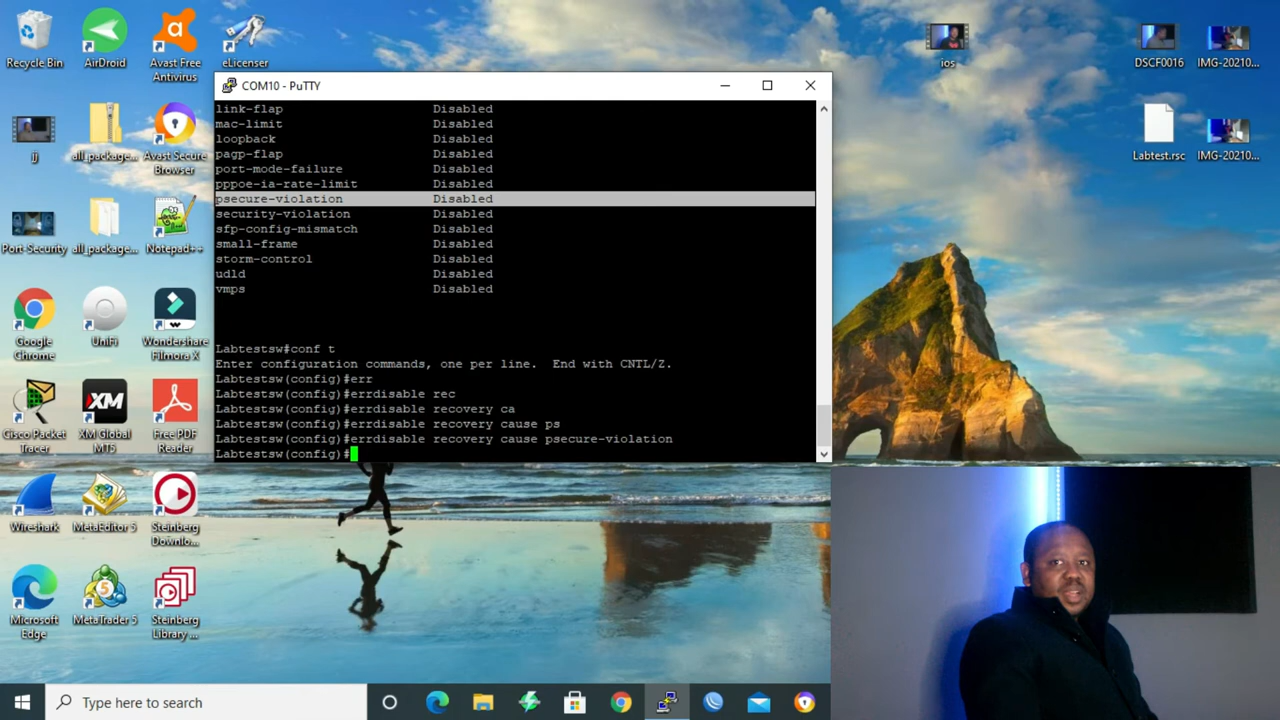 Recycle Bin
AirDroid
Avast Free
Antivirus
eLicenser
ios
DSCF0016
IMG-20210...
jj
all_package...
Avast Secure
Browser
Labtest.rsc
IMG-20210...
Port-Security
all_package...
Notepad++
Google
Chrome
UniFi
Wondershare
Filmora X
Cisco Packet
Tracer
XM
XM Global
MT5
Free PDF
Reader
Wireshark
MetaEditor 5
Steinberg
Downlo...
Microsoft
Edge
MetaTrader 5
Steinberg
Library ...
COM10 - PuTTY
link-flap Disabled
mac-limit Disabled
loopback Disabled
pagp-flap Disabled
port-mode-failure Disabled
pppoe-ia-rate-limit Disabled
psecure-violation Disabled
security-violation Disabled
sfp-config-mismatch Disabled
small-frame Disabled
storm-control Disabled
udld Disabled
vmps Disabled
Labtestsw#conf t
Enter configuration commands, one per line. End with CNTL/Z.
Labtestsw(config)#err
Labtestsw(config)#errdisable rec
Labtestsw(config)#errdisable recovery ca
Labtestsw(config)#errdisable recovery cause ps
Labtestsw(config)#errdisable recovery cause psecure-violation
Labtestsw(config)#
Type here to search